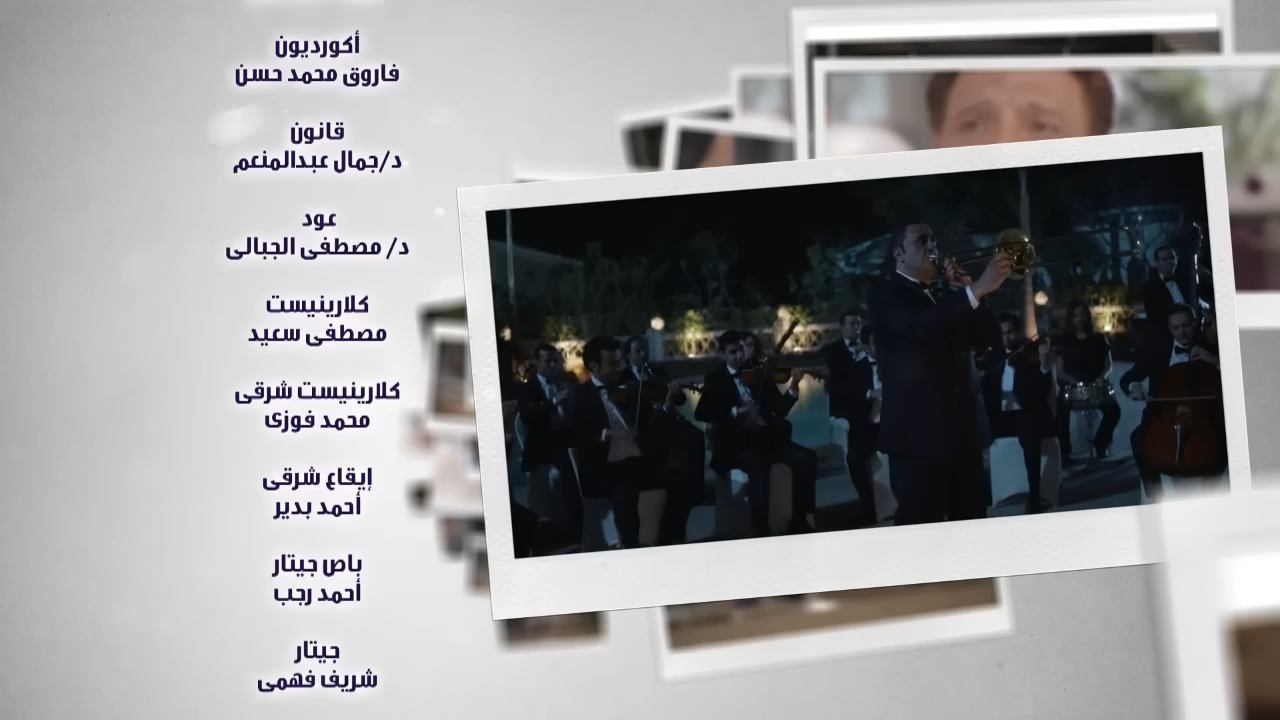 أكورديون
فاروق محمد حسن
قانون
د/جمال عبدالمنعم
عود
د/ مصطفى الجبالى
كلارينيست
مصطفى سعيد
كلارينيست شرقى
محمد فوزى
إيقاع شرقى
أحمد بدير
باص جيتار
أحمد رجب
جيتار
شريف فهمى